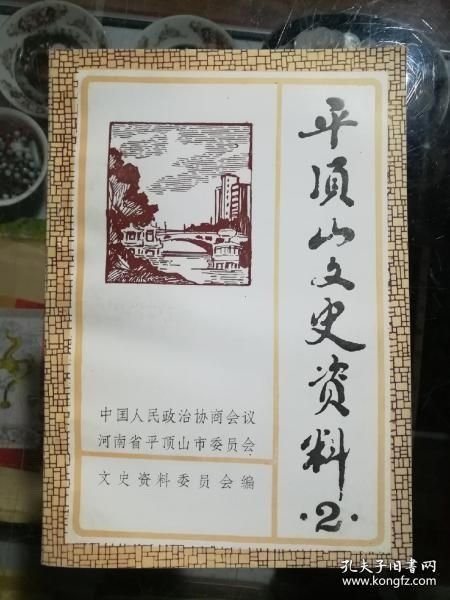 平顶山文史资料
·2·
中国人民政治协商会议
河南省平顶山市委员会
文史资料委员会编
孔夫子旧书网
www.kongfz.com